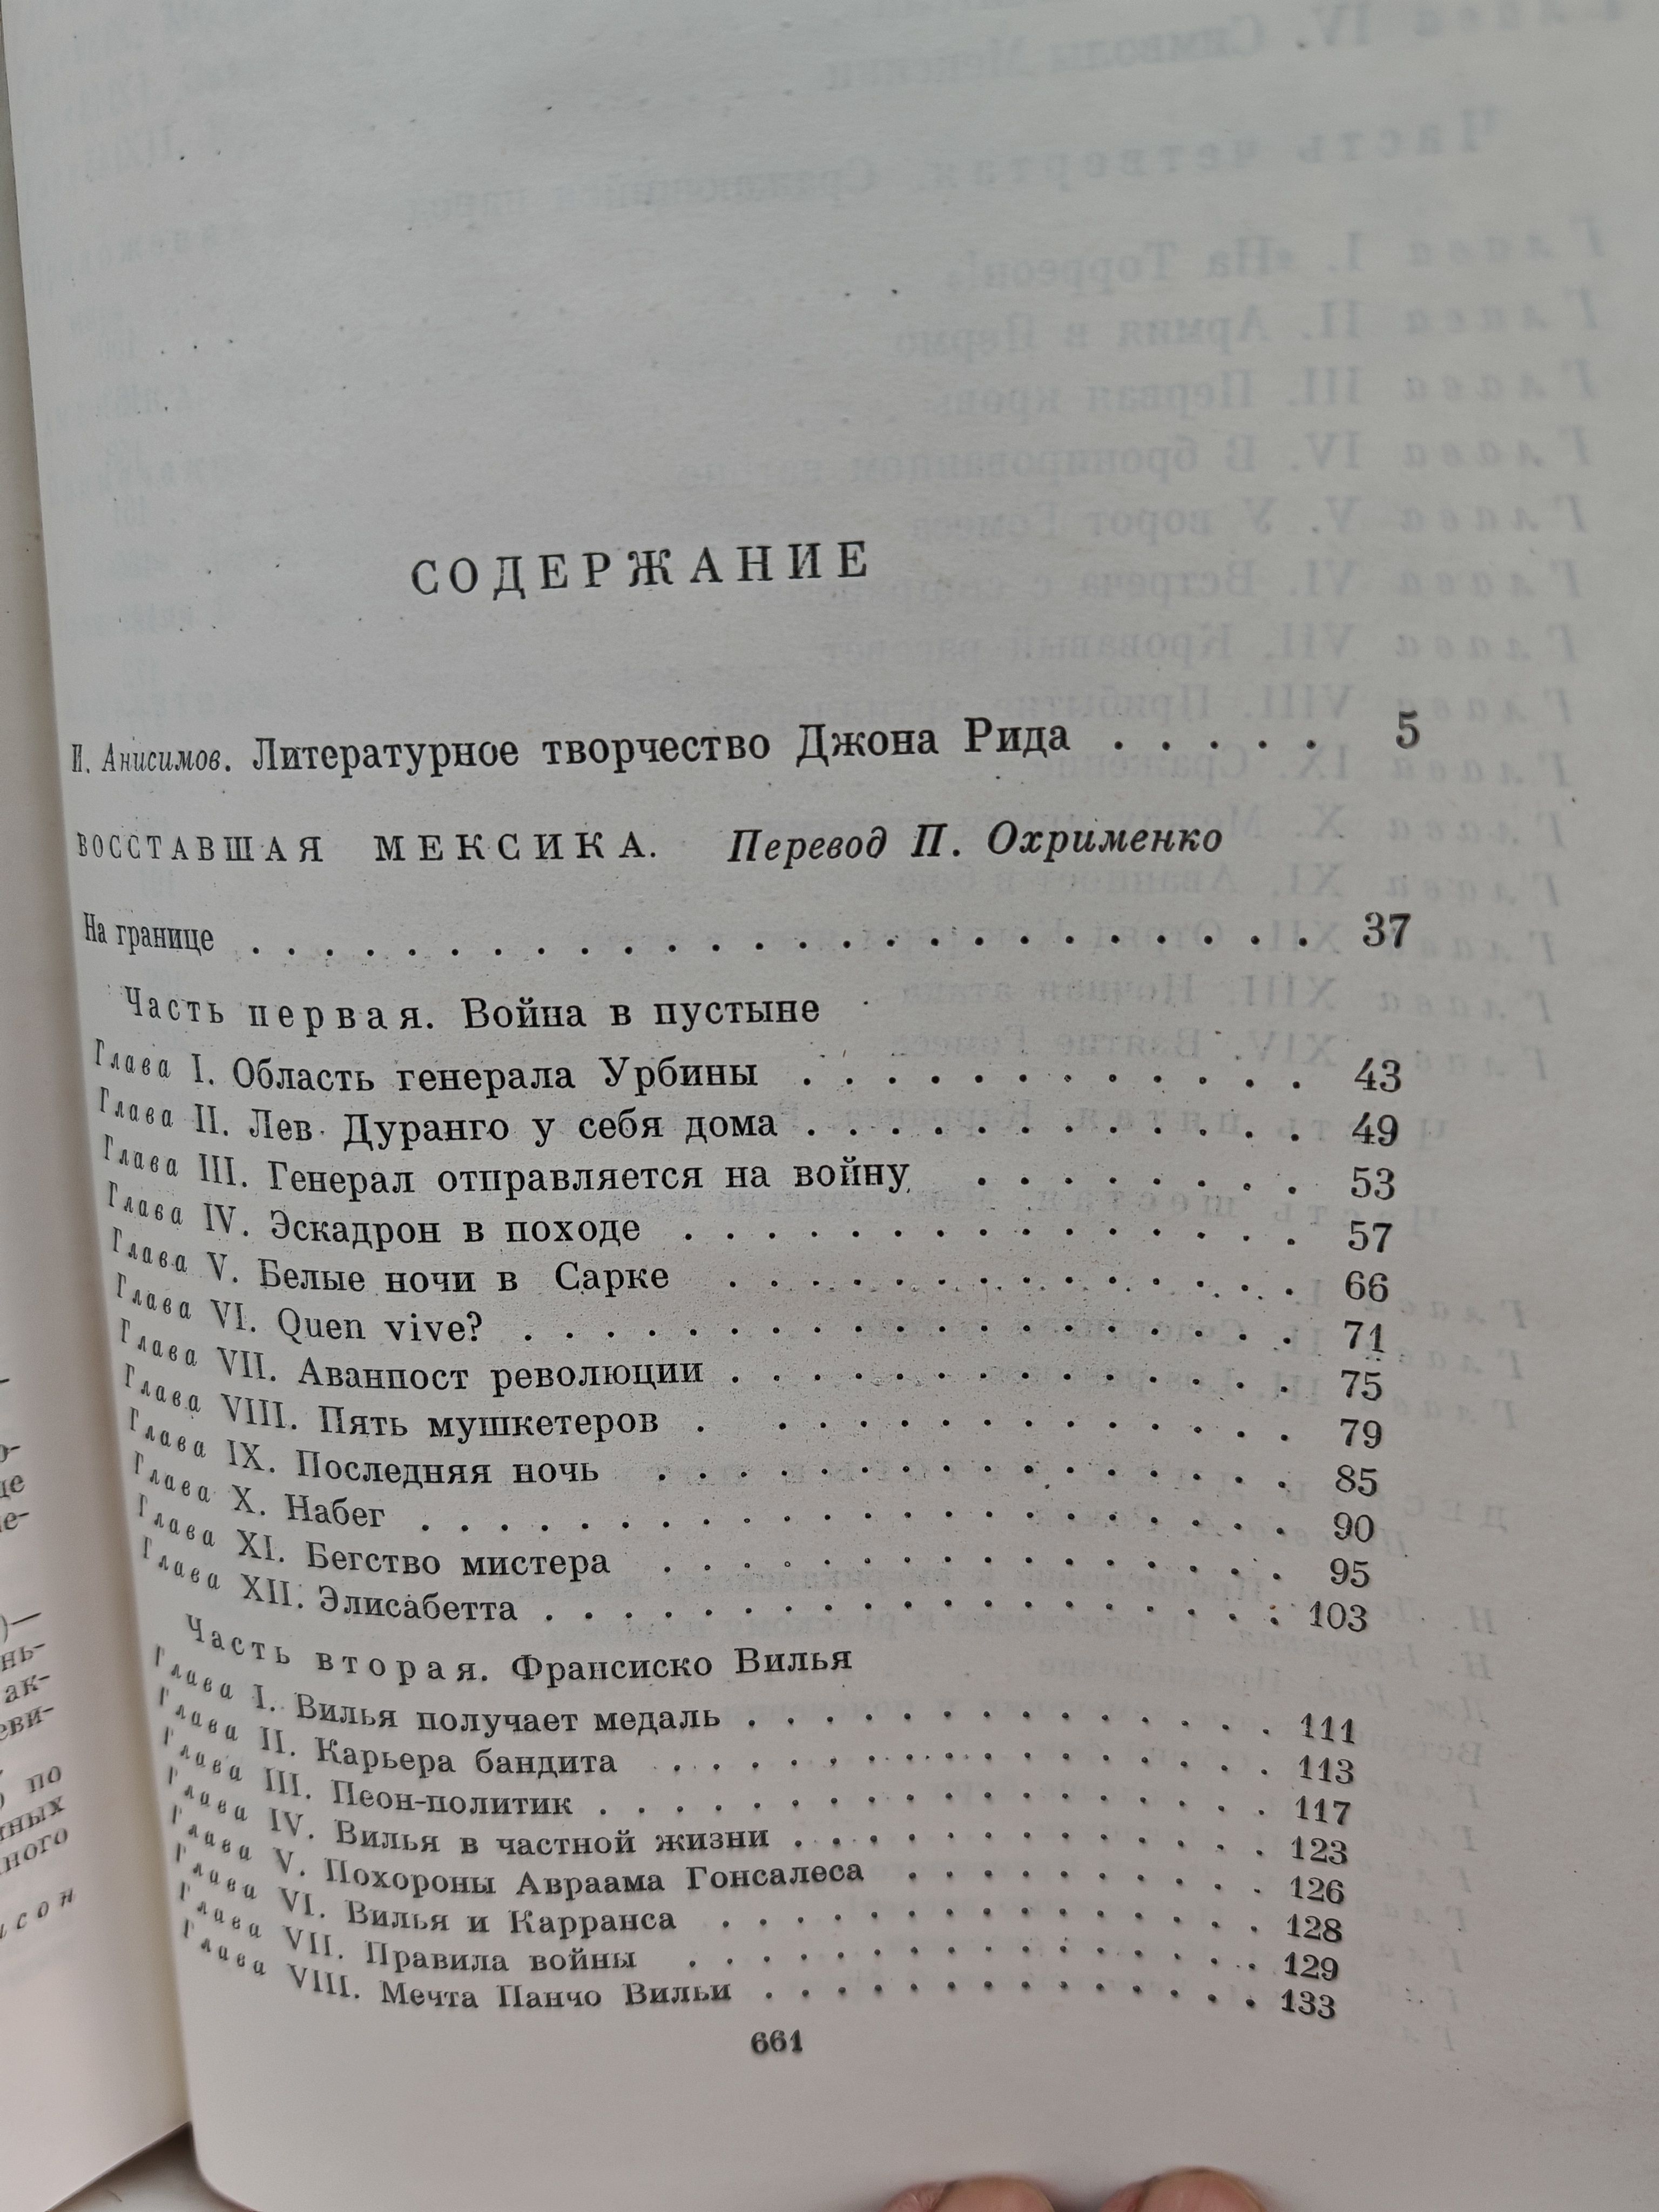 СОДЕРЖАНИЕ
И. Анисимов. Литературное творчество Джона Рида . . . . . 5
ВОССТАВШАЯ МЕКСИКА. Перевод П. Охрименко
На границе . . . . . . . . . . . . . . . . . . . . . . . . . . . . . 37
Часть первая. Война в пустыне
Глава I. Область генерала Урбины . . . . . . . . . . . . 43
Глава II. Лев Дуранго у себя дома . . . . . . . . . . . . 49
Глава III. Генерал отправляется на войну . . . . . . . . 53
Глава IV. Эскадрон в походе . . . . . . . . . . . . . . . 57
Глава V. Белые ночи в Сарке . . . . . . . . . . . . . . 66
Глава VI. Quen vive? . . . . . . . . . . . . . . . . . . . 71
Глава VII. Аванпост революции . . . . . . . . . . . . . . 75
Глава VIII. Пять мушкетеров . . . . . . . . . . . . . . 79
Глава IX. Последняя ночь . . . . . . . . . . . . . . . . 85
Глава X. Набег . . . . . . . . . . . . . . . . . . . . . . 90
Глава XI. Бегство мистера . . . . . . . . . . . . . . . . 95
Глава XII. Элисабетта . . . . . . . . . . . . . . . . . . 103
Часть вторая. Франсиско Вилья
Глава I. Вилья получает медаль . . . . . . . . . . . . . 111
Глава II. Карьера бандита . . . . . . . . . . . . . . . 113
Глава III. Пеон-политик . . . . . . . . . . . . . . . . . 117
Глава IV. Вилья в частной жизни . . . . . . . . . . . . 123
Глава V. Похороны Авраама Гонсалеса . . . . . . . . . 126
Глава VI. Вилья и Карранса . . . . . . . . . . . . . . 128
Глава VII. Правила войны . . . . . . . . . . . . . . . 129
Глава VIII. Мечта Панчо Вильи . . . . . . . . . . . . . 133
661